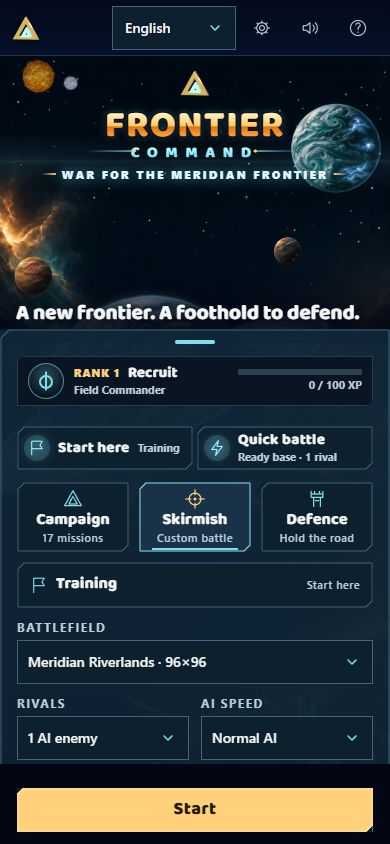 English
FRONTIER
COMMAND
WAR FOR THE MERIDIAN FRONTIER
A new frontier. A foothold to defend.
RANK 1 Recruit
Field Commander
0 / 100 XP
Start here Training
Quick battle
Ready base · 1 rival
Campaign
17 missions
Skirmish
Custom battle
Defence
Hold the road
Training
Start here
BATTLEFIELD
Meridian Riverlands · 96×96
RIVALS
AI SPEED
1 AI enemy
Normal AI
Start